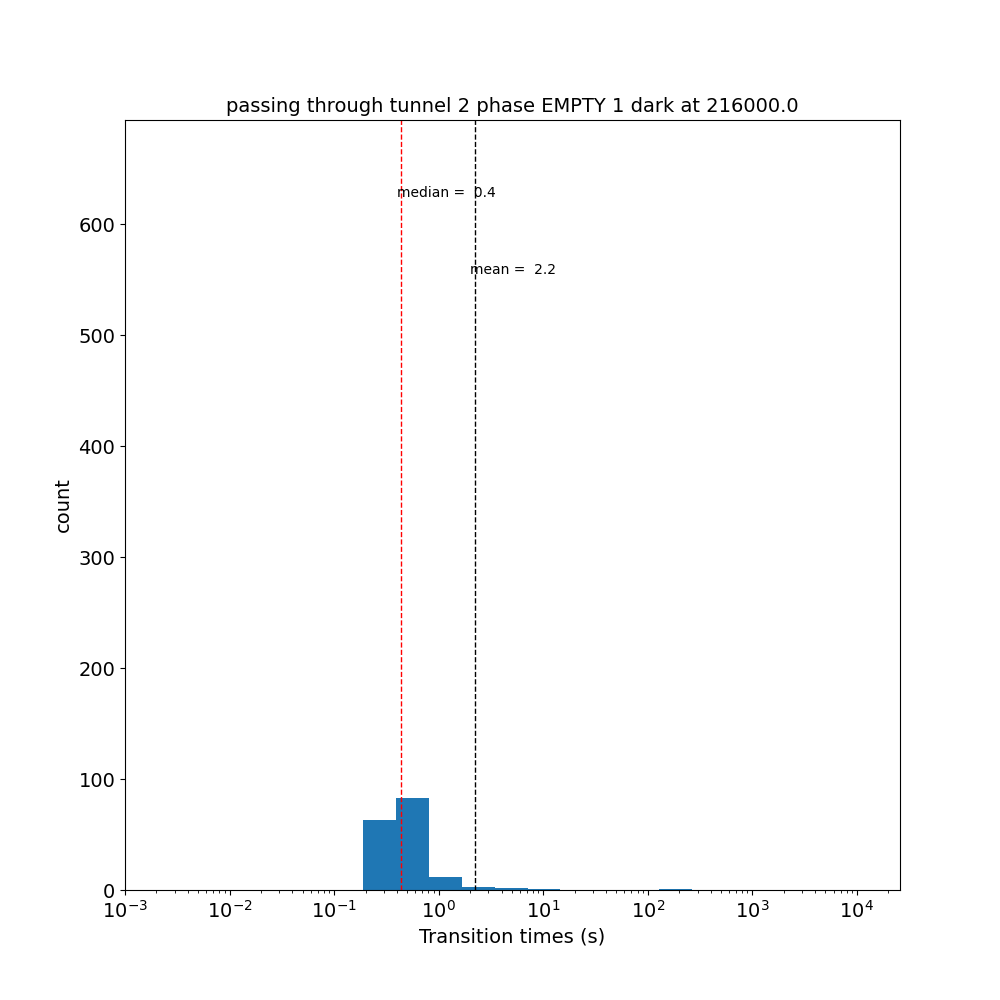 passing through tunnel 2 phase EMPTY 1 dark at 216000.0
median =  0.4
mean =  2.2
600
500
400
300
200
100
0
count
10⁻³ 10⁻² 10⁻¹ 10⁰ 10¹ 10² 10³ 10⁴
Transition times (s)